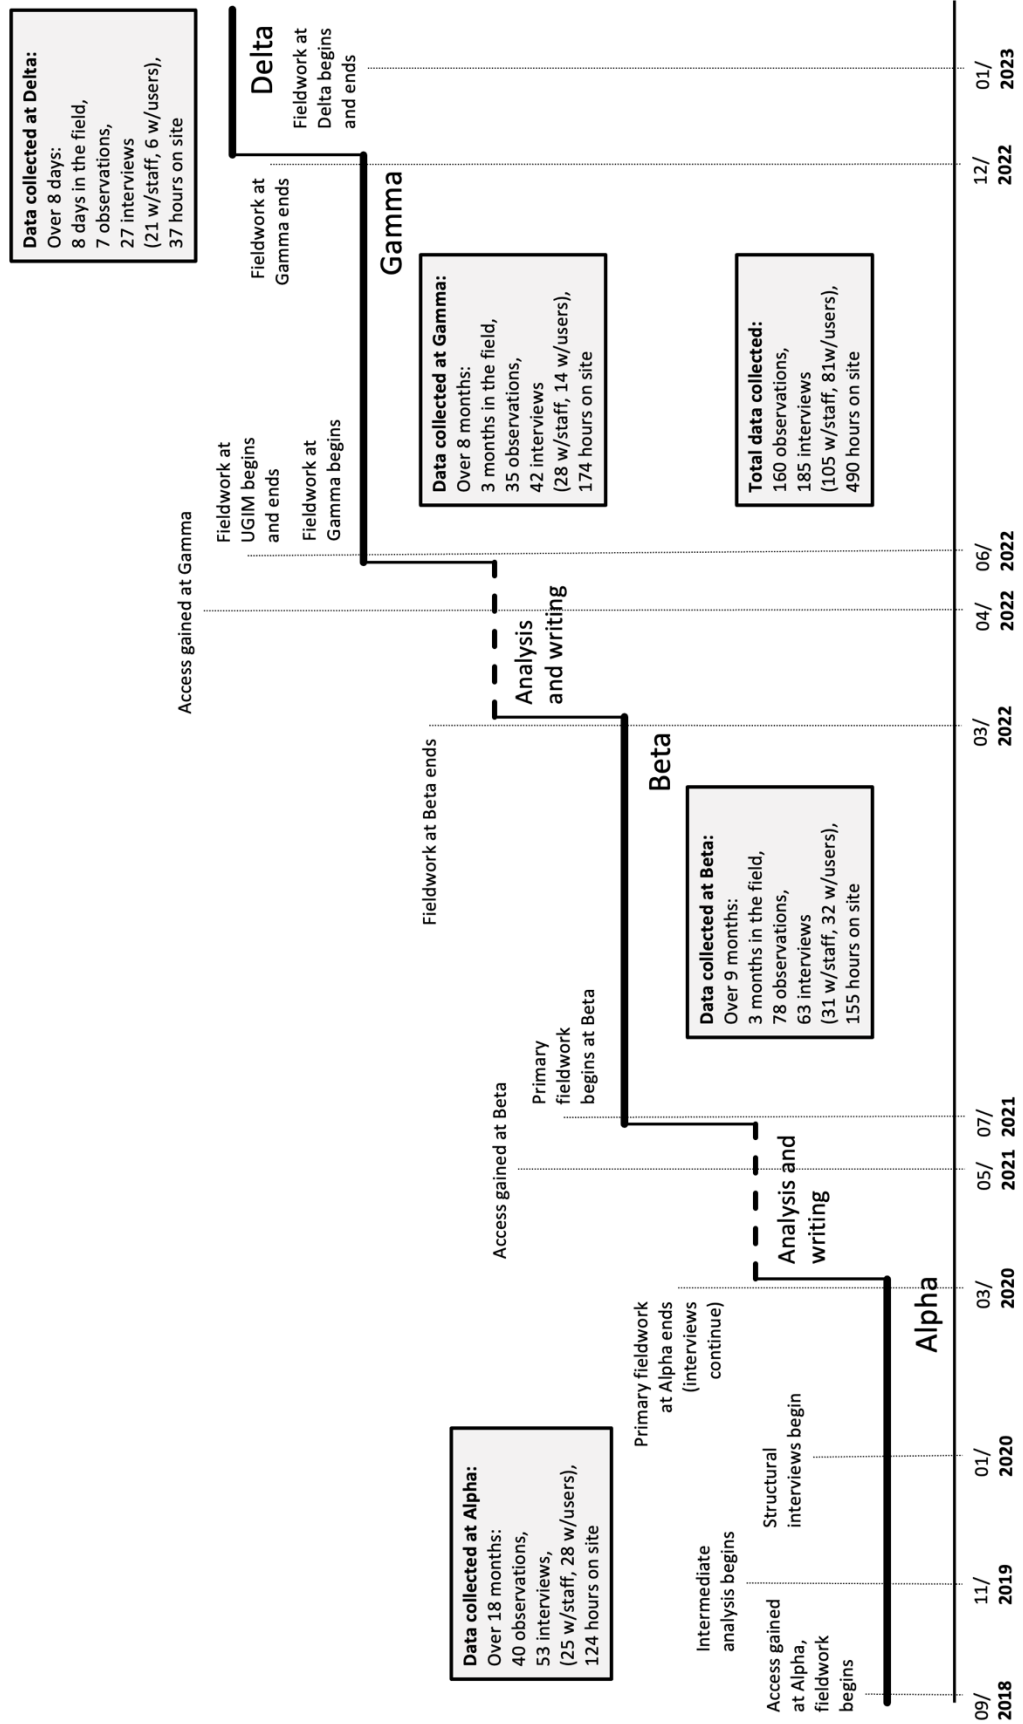 Data collected at Alpha:
Over 18 months:
40 observations,
53 interviews,
(25 w/staff, 28 w/users),
124 hours on site
Access gained
at Alpha,
fieldwork
begins
Intermediate
analysis begins
Structural
interviews begin
Primary fieldwork
at Alpha ends
(interviews
continue)
Alpha
Analysis and
writing
Access gained at Beta
Primary
fieldwork
begins at Beta
Data collected at Beta:
Over 9 months:
3 months in the field,
78 observations,
63 interviews
(31 w/staff, 32 w/users),
155 hours on site
Fieldwork at Beta ends
Beta
Analysis
and writing
Access gained at Gamma
Fieldwork at
UGIM begins
and ends
Fieldwork at
Gamma begins
Data collected at Gamma:
Over 8 months:
3 months in the field,
35 observations,
42 interviews
(28 w/staff, 14 w/users),
174 hours on site
Total data collected:
160 observations,
185 interviews
(105 w/staff, 81w/users),
490 hours on site
Fieldwork at
Gamma ends
Gamma
Data collected at Delta:
Over 8 days:
8 days in the field,
7 observations,
27 interviews
(21 w/staff, 6 w/users),
37 hours on site
Delta
Fieldwork at
Delta begins
and ends
09/
2018
11/
2019
01/
2020
03/
2020
05/
2021
07/
2021
03/
2022
04/
2022
06/
2022
12/
2022
01/
2023